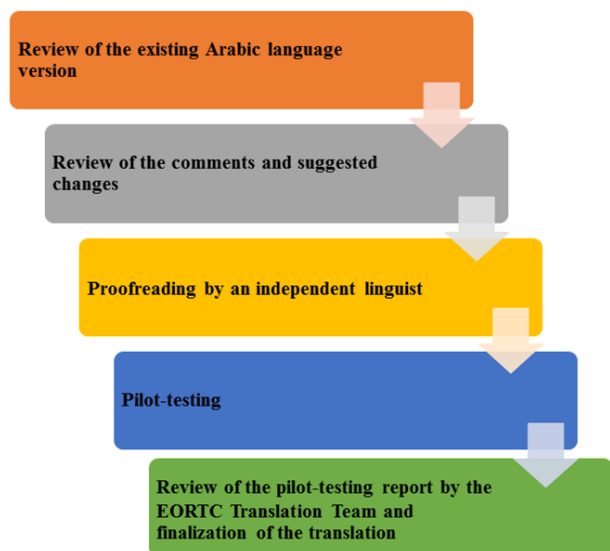 Review of the existing Arabic language
version
Review of the comments and suggested
changes
Proofreading by an independent linguist
Pilot-testing
Review of the pilot-testing report by the
EORTC Translation Team and
finalization of the translation